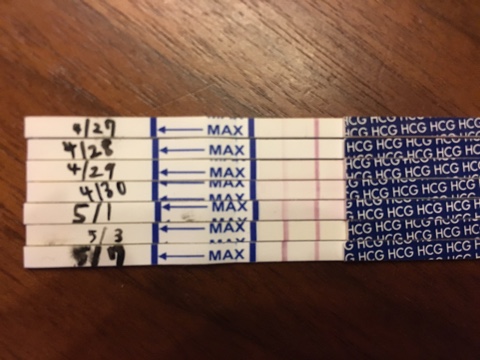 4/27 MAX HCG HCG HCG HCG
4/28 MAX HCG HCG HCG HCG
4/29 MAX HCG HCG HCG HCG
4/30 MAX HCG HCG HCG HCG
5/1 MAX HCG HCG HCG HCG
5/3 MAX HCG HCG HCG HCG
5/7 MAX HCG HCG HCG HCG